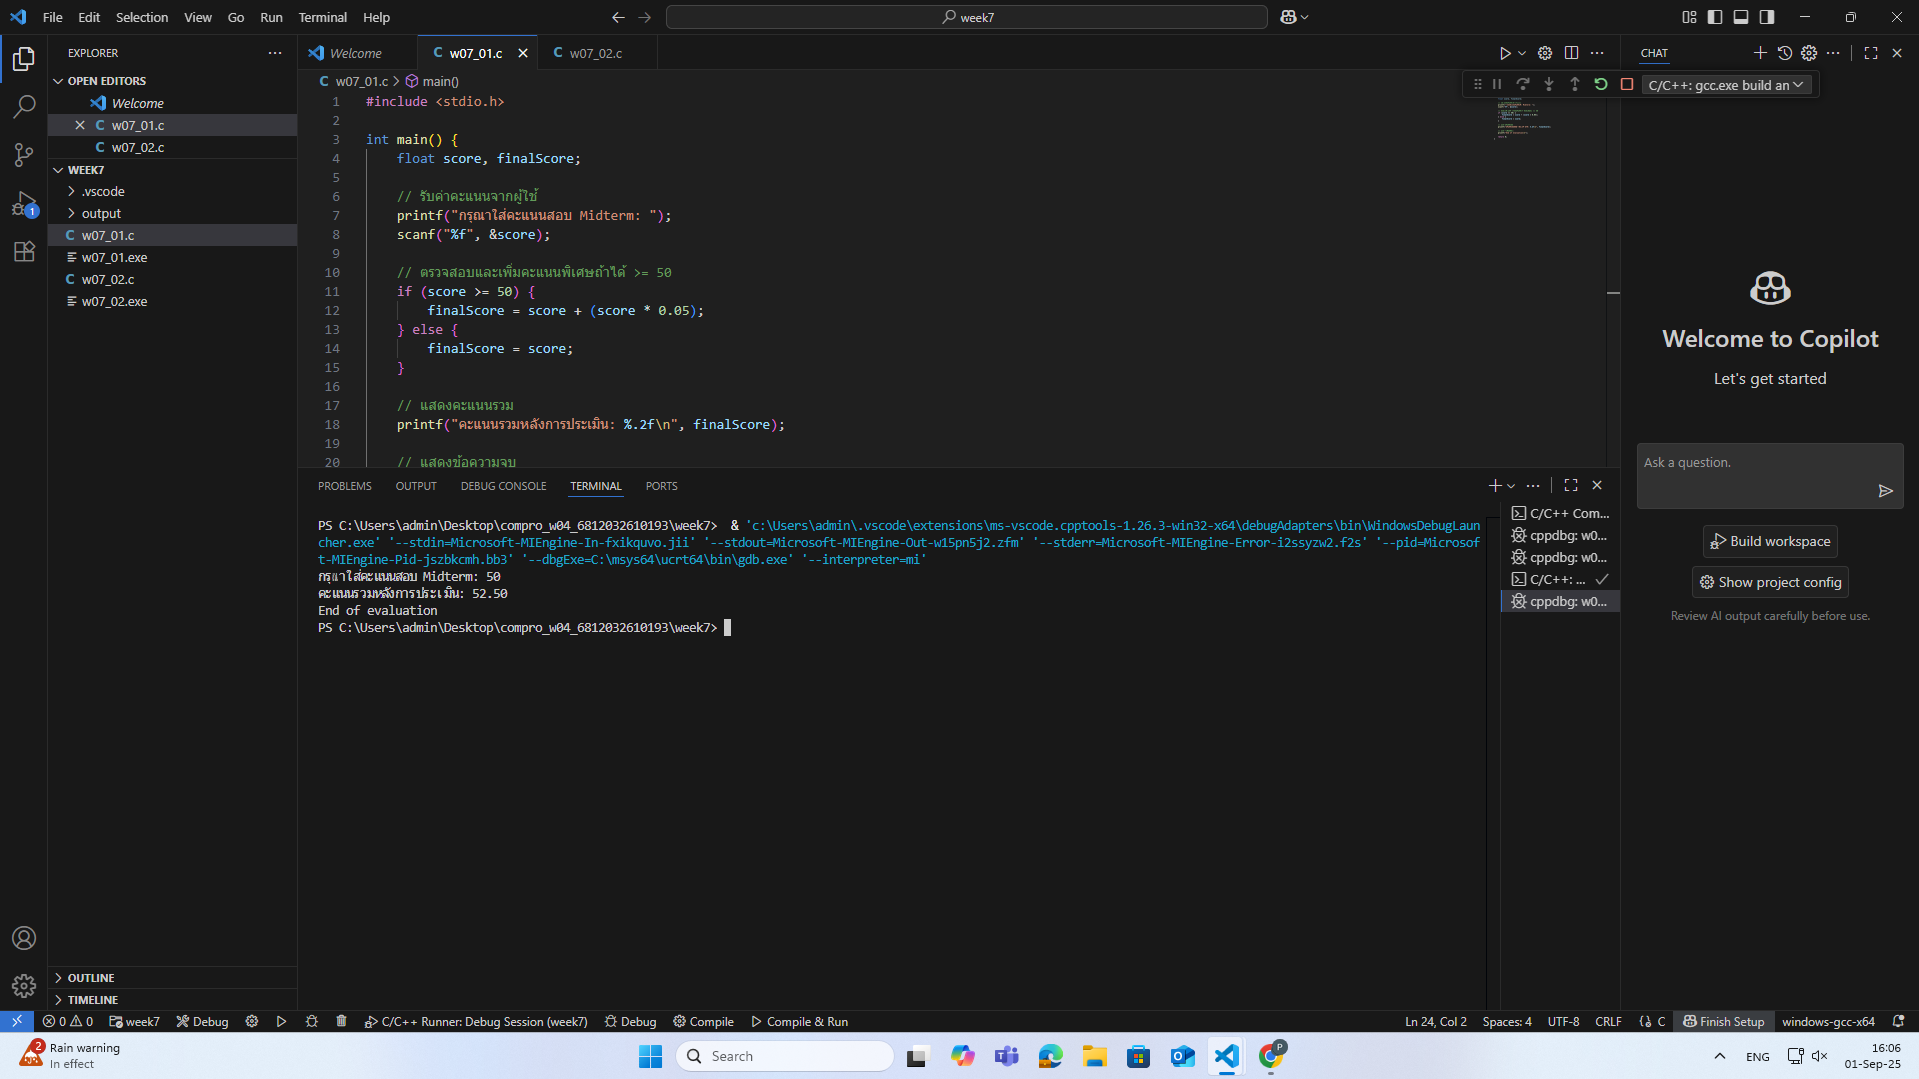 File Edit Selection View Go Run Terminal Help
week7
EXPLORER
OPEN EDITORS
Welcome
w07_01.c
w07_02.c
WEEK7
.vscode
output
w07_01.c
w07_01.exe
w07_02.c
w07_02.exe
OUTLINE
TIMELINE
Welcome w07_01.c w07_02.c
w07_01.c > main()
1 #include <stdio.h>
2
3 int main() {
4 float score, finalScore;
5
6 // รับค่าคะแนนจากผู้ใช้
7 printf("กรุณาใส่คะแนนสอบ Midterm: ");
8 scanf("%f", &score);
9
10 // ตรวจสอบและเพิ่มคะแนนพิเศษถ้าได้ >= 50
11 if (score >= 50) {
12 finalScore = score + (score * 0.05);
13 } else {
14 finalScore = score;
15 }
16
17 // แสดงคะแนนรวม
18 printf("คะแนนรวมหลังการประเมิน: %.2f\n", finalScore);
19
20 // แสดงข้อความจบ
C/C++: gcc.exe build an
PROBLEMS OUTPUT DEBUG CONSOLE TERMINAL PORTS
PS C:\Users\admin\Desktop\compro_w04_6812032610193\week7> & 'c:\Users\admin\.vscode\extensions\ms-vscode.cpptools-1.26.3-win32-x64\debugAdapters\bin\WindowsDebugLaun
cher.exe' '--stdin=Microsoft-MIEngine-In-fxikquvo.jii' '--stdout=Microsoft-MIEngine-Out-w15pn5j2.zfm' '--stderr=Microsoft-MIEngine-Error-i2ssyzw2.f2s' '--pid=Microsof
t-MIEngine-Pid-jszbkcmh.bb3' '--dbgExe=C:\msys64\ucrt64\bin\gdb.exe' '--interpreter=mi'
กรุณาใส่คะแนนสอบ Midterm: 50
คะแนนรวมหลังการประเมิน: 52.50
End of evaluation
PS C:\Users\admin\Desktop\compro_w04_6812032610193\week7>
C/C++ Com...
cppdbg: w0...
cppdbg: w0...
C/C++: ...
cppdbg: w0...
CHAT
Welcome to Copilot
Let's get started
Ask a question.
Build workspace
Show project config
Review AI output carefully before use.
0 0 week7 Debug C/C++ Runner: Debug Session (week7) Debug Compile Compile & Run
Ln 24, Col 2 Spaces: 4 UTF-8 CRLF {} C Finish Setup windows-gcc-x64
2
Rain warning
In effect
Search
P
ENG
16:06
01-Sep-25
1